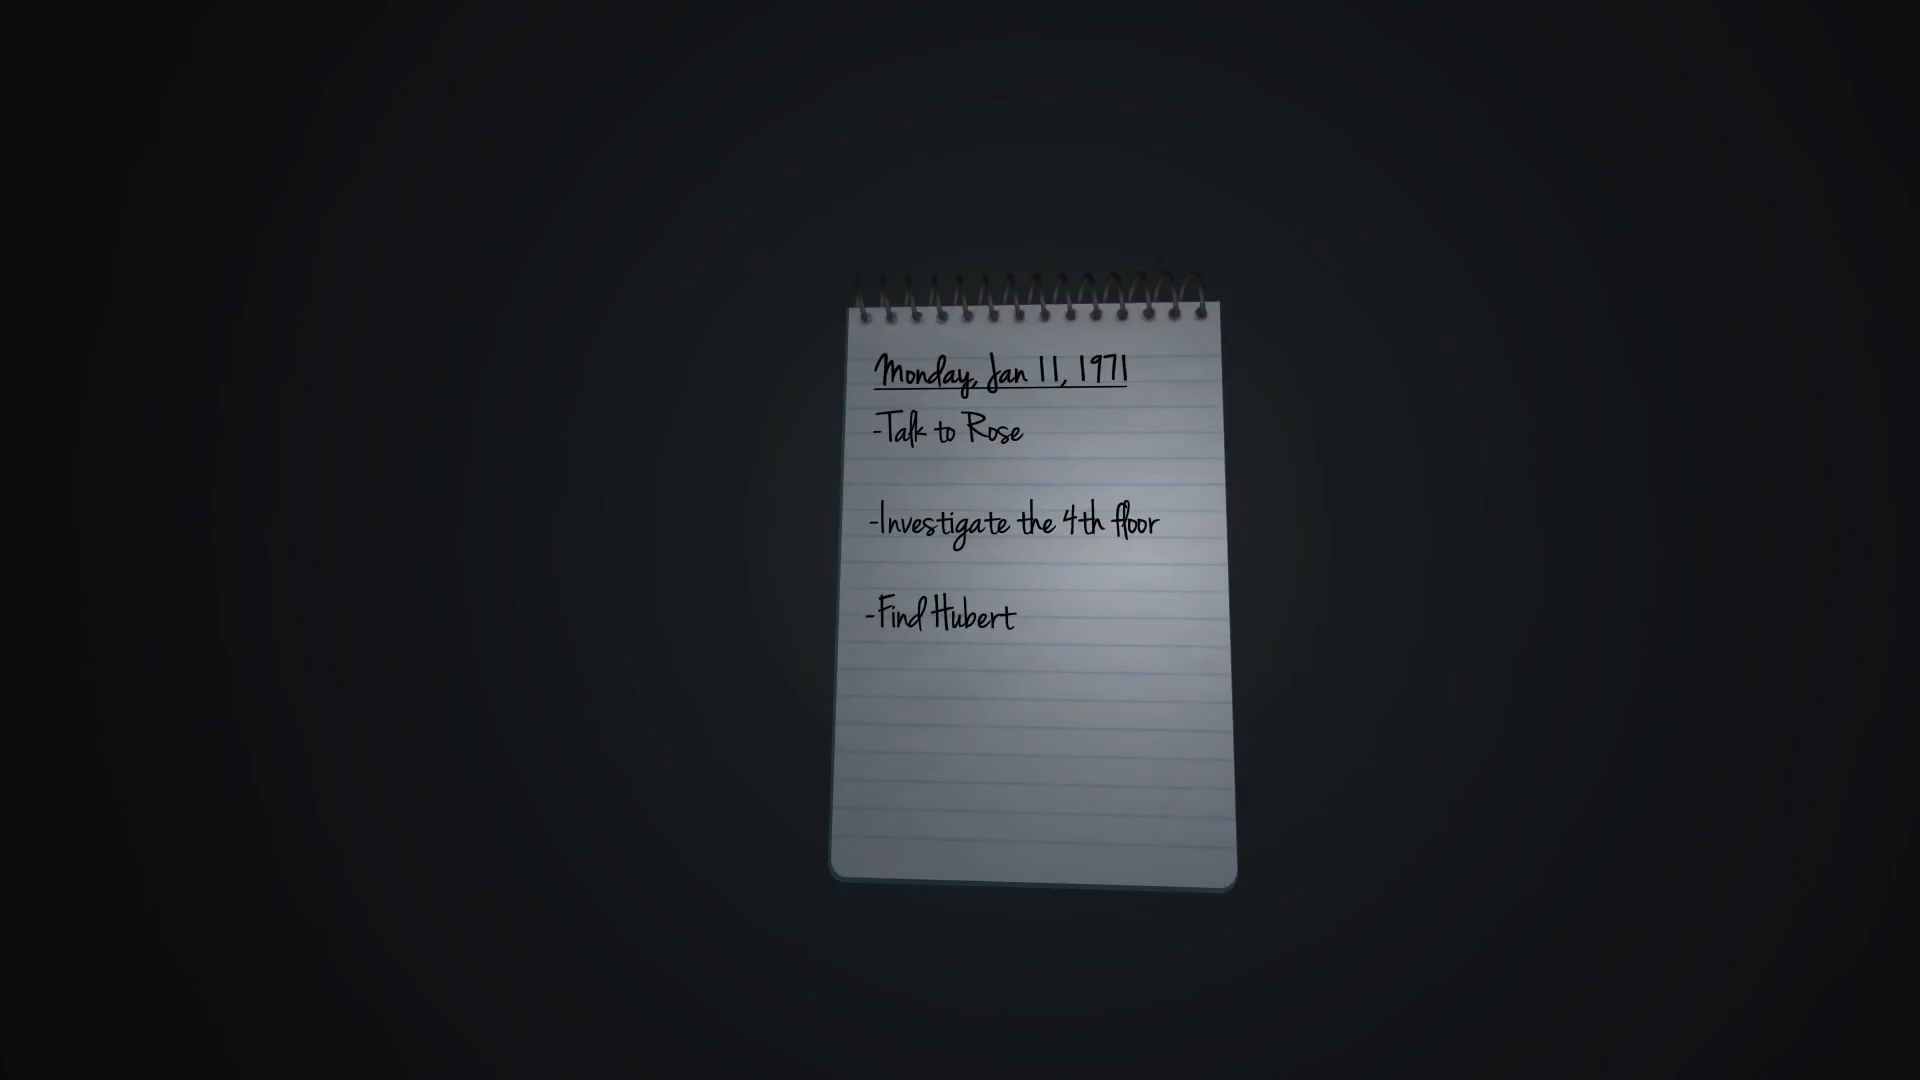 Monday, Jan 11, 1971
-Talk to Rose
-Investigate the 4th floor
-Find Hubert